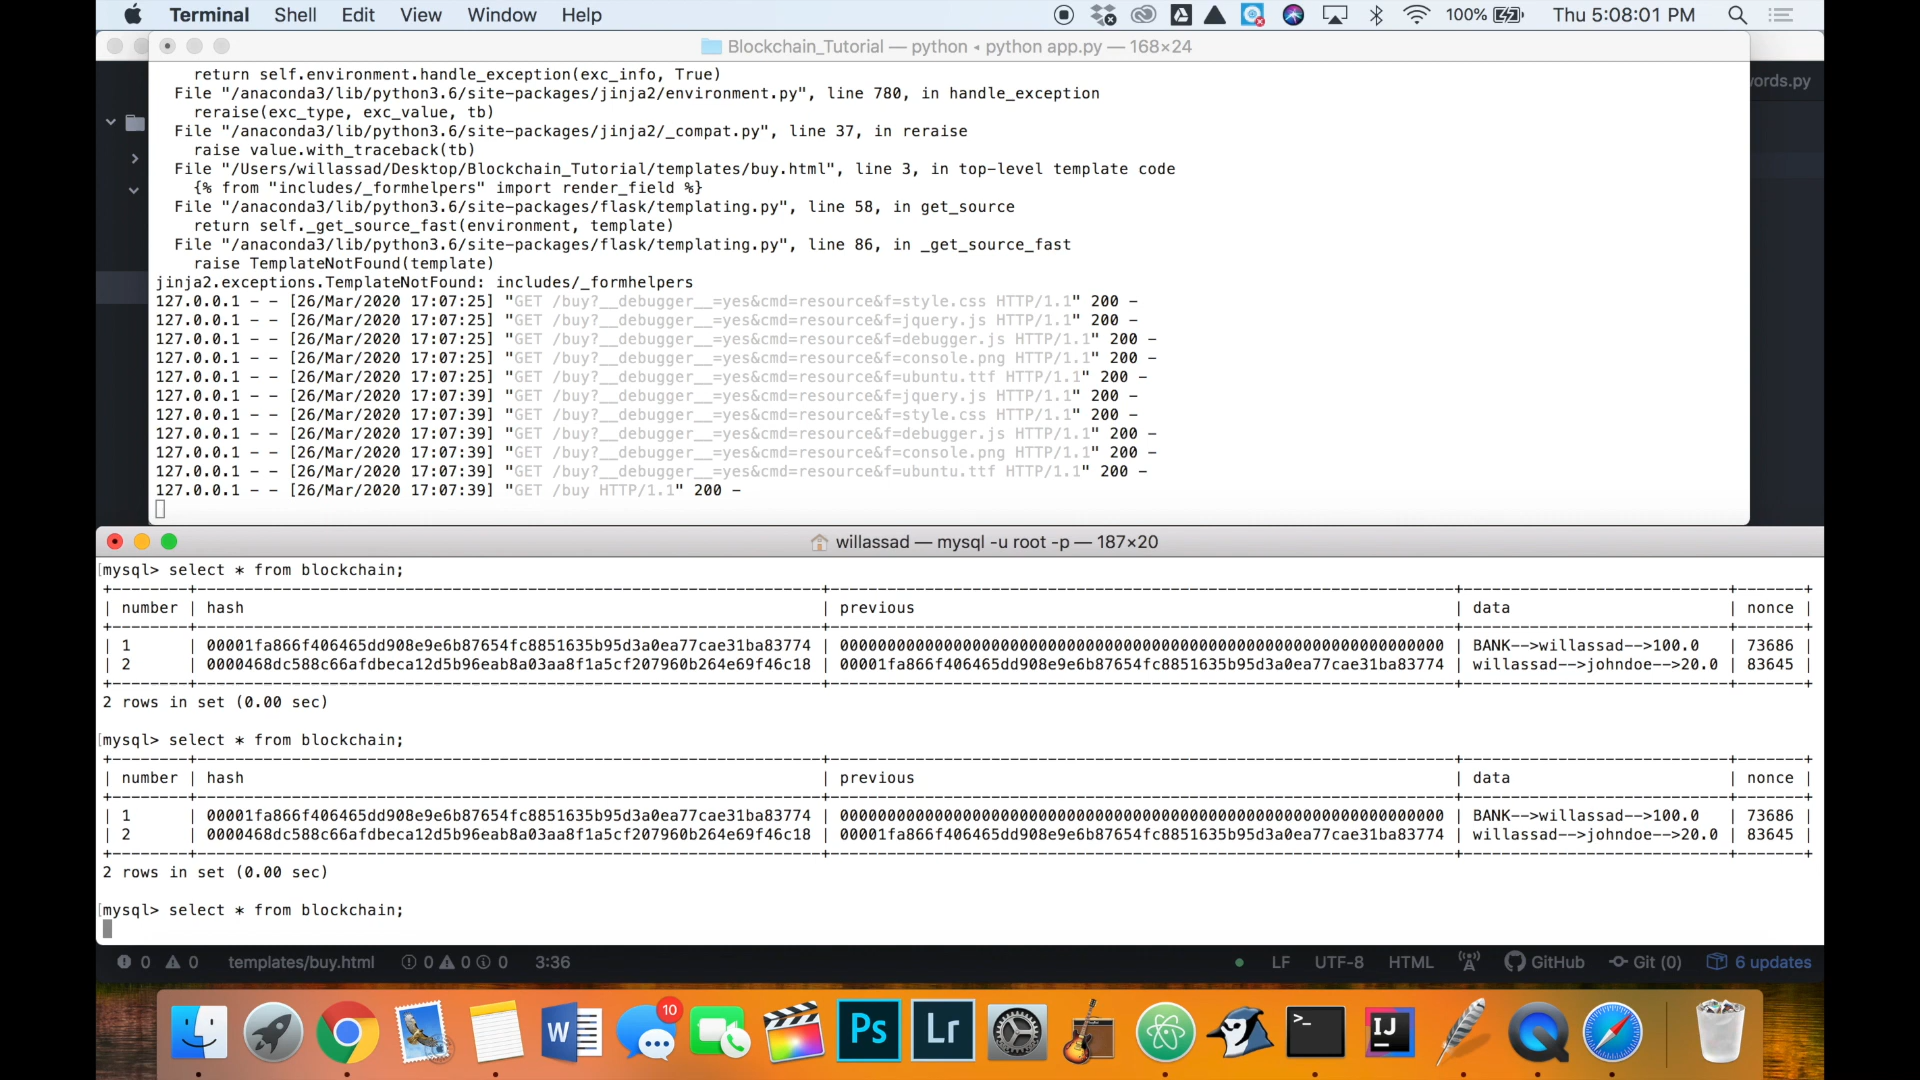 Terminal Shell Edit View Window Help 100% Thu 5:08:01 PM
Blockchain_Tutorial — python ◂ python app.py — 168×24
ords.py
return self.environment.handle_exception(exc_info, True)
File "/anaconda3/lib/python3.6/site-packages/jinja2/environment.py", line 780, in handle_exception
reraise(exc_type, exc_value, tb)
File "/anaconda3/lib/python3.6/site-packages/jinja2/_compat.py", line 37, in reraise
raise value.with_traceback(tb)
File "/Users/willassad/Desktop/Blockchain_Tutorial/templates/buy.html", line 3, in top-level template code
{% from "includes/_formhelpers" import render_field %}
File "/anaconda3/lib/python3.6/site-packages/flask/templating.py", line 58, in get_source
return self._get_source_fast(environment, template)
File "/anaconda3/lib/python3.6/site-packages/flask/templating.py", line 86, in _get_source_fast
raise TemplateNotFound(template)
jinja2.exceptions.TemplateNotFound: includes/_formhelpers
127.0.0.1 - - [26/Mar/2020 17:07:25] "GET /buy?__debugger__=yes&cmd=resource&f=style.css HTTP/1.1" 200 -
127.0.0.1 - - [26/Mar/2020 17:07:25] "GET /buy?__debugger__=yes&cmd=resource&f=jquery.js HTTP/1.1" 200 -
127.0.0.1 - - [26/Mar/2020 17:07:25] "GET /buy?__debugger__=yes&cmd=resource&f=debugger.js HTTP/1.1" 200 -
127.0.0.1 - - [26/Mar/2020 17:07:25] "GET /buy?__debugger__=yes&cmd=resource&f=console.png HTTP/1.1" 200 -
127.0.0.1 - - [26/Mar/2020 17:07:25] "GET /buy?__debugger__=yes&cmd=resource&f=ubuntu.ttf HTTP/1.1" 200 -
127.0.0.1 - - [26/Mar/2020 17:07:39] "GET /buy?__debugger__=yes&cmd=resource&f=jquery.js HTTP/1.1" 200 -
127.0.0.1 - - [26/Mar/2020 17:07:39] "GET /buy?__debugger__=yes&cmd=resource&f=style.css HTTP/1.1" 200 -
127.0.0.1 - - [26/Mar/2020 17:07:39] "GET /buy?__debugger__=yes&cmd=resource&f=debugger.js HTTP/1.1" 200 -
127.0.0.1 - - [26/Mar/2020 17:07:39] "GET /buy?__debugger__=yes&cmd=resource&f=console.png HTTP/1.1" 200 -
127.0.0.1 - - [26/Mar/2020 17:07:39] "GET /buy?__debugger__=yes&cmd=resource&f=ubuntu.ttf HTTP/1.1" 200 -
127.0.0.1 - - [26/Mar/2020 17:07:39] "GET /buy HTTP/1.1" 200 -
willassad — mysql -u root -p — 187×20
[mysql> select * from blockchain;
| number | hash | previous | data | nonce |
| 1 | 00001fa866f406465dd908e9e6b87654fc8851635b95d3a0ea77cae31ba83774 | 0000000000000000000000000000000000000000000000000000000000000000 | BANK-->willassad-->100.0 | 73686 |
| 2 | 0000468dc588c66afdbeca12d5b96eab8a03aa8f1a5cf207960b264e69f46c18 | 00001fa866f406465dd908e9e6b87654fc8851635b95d3a0ea77cae31ba83774 | willassad-->johndoe-->20.0 | 83645 |
2 rows in set (0.00 sec)
[mysql> select * from blockchain;
| number | hash | previous | data | nonce |
| 1 | 00001fa866f406465dd908e9e6b87654fc8851635b95d3a0ea77cae31ba83774 | 0000000000000000000000000000000000000000000000000000000000000000 | BANK-->willassad-->100.0 | 73686 |
| 2 | 0000468dc588c66afdbeca12d5b96eab8a03aa8f1a5cf207960b264e69f46c18 | 00001fa866f406465dd908e9e6b87654fc8851635b95d3a0ea77cae31ba83774 | willassad-->johndoe-->20.0 | 83645 |
2 rows in set (0.00 sec)
[mysql> select * from blockchain;
0 0 templates/buy.html 0 0 0 3:36 LF UTF-8 HTML GitHub Git (0) 6 updates
W 10 Ps Lr >_ IJ